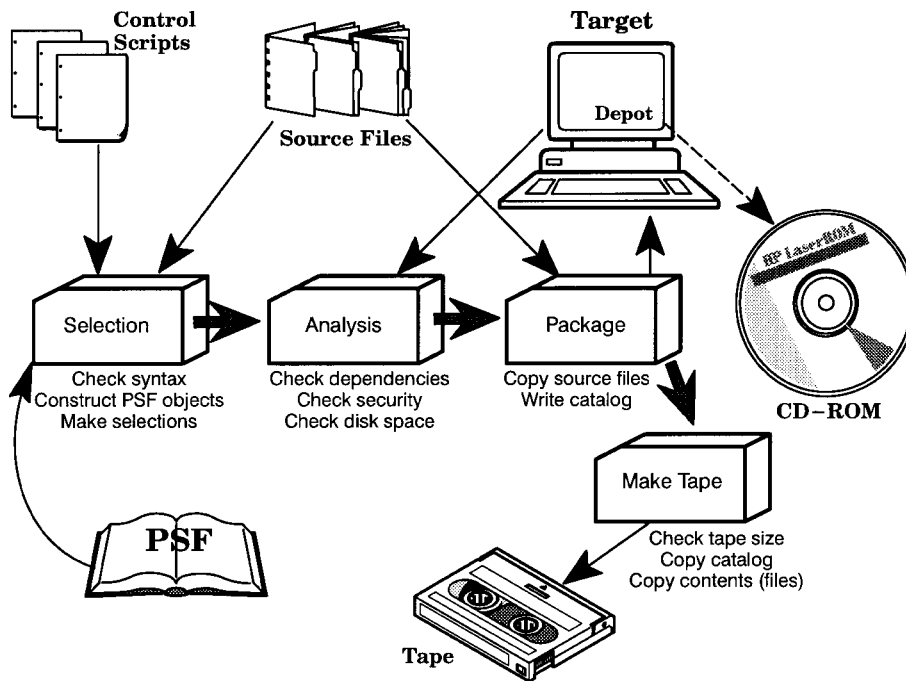 Control
Scripts
Source Files
Target
Depot
HP LaserROM
CD-ROM
Selection
Check syntax
Construct PSF objects
Make selections
Analysis
Check dependencies
Check security
Check disk space
Package
Copy source files
Write catalog
Make Tape
Check tape size
Copy catalog
Copy contents (files)
PSF
Tape